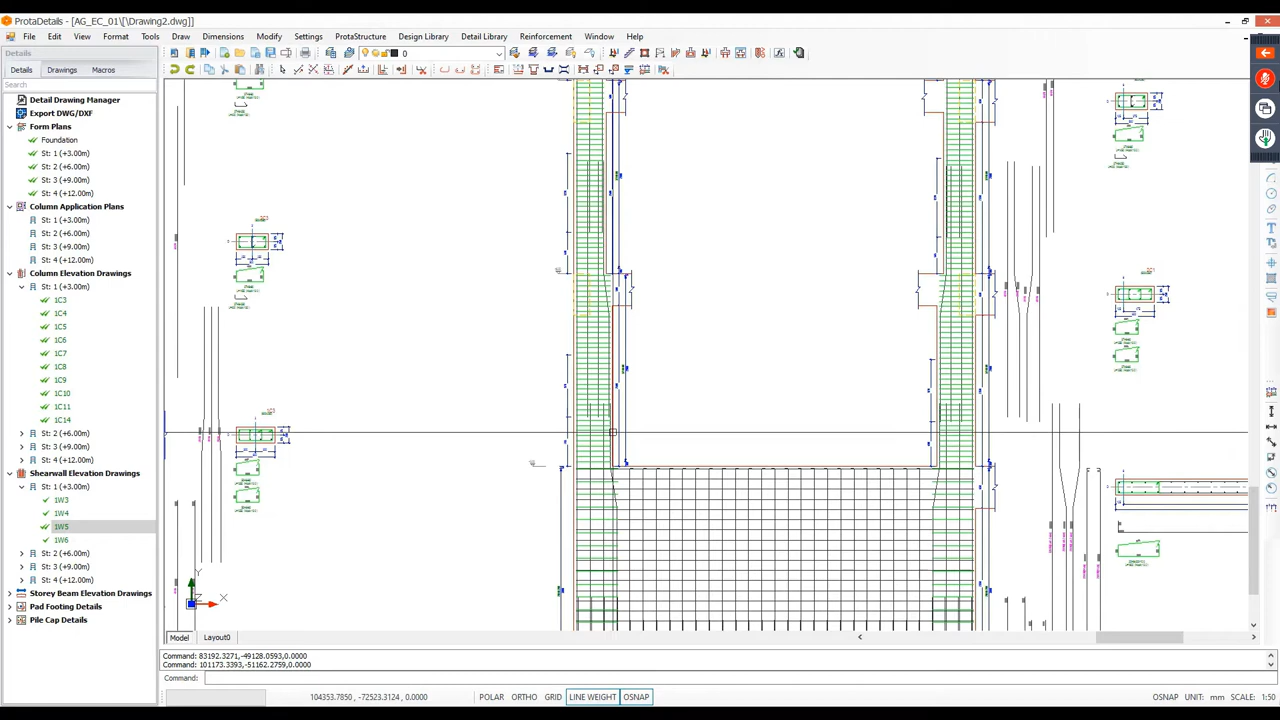 ProtaDetails - [AG_EC_01\[\Drawing2.dwg*]]
File Edit View Format Draw Dimensions Modify Settings ProtaStructure Design Library Detail Library Reinforcement Window Help
Details
0
Details Drawings Macros
Search
Detail Drawing Manager
Export DWG/DXF
Form Plans
Foundation
St: 1 (+3.00m)
St: 2 (+6.00m)
St: 3 (+9.00m)
St: 4 (+12.00m)
Column Application Plans
St: 1 (+3.00m)
St: 2 (+6.00m)
St: 3 (+9.00m)
St: 4 (+12.00m)
Column Elevation Drawings
St: 1 (+3.00m)
1C3
1C4
1C5
1C6
1C7
1C8
1C9
1C10
1C11
1C14
St: 2 (+6.00m)
St: 3 (+9.00m)
St: 4 (+12.00m)
Shearwall Elevation Drawings
St: 1 (+3.00m)
1W3
1W4
1W5
1W6
St: 2 (+6.00m)
St: 3 (+9.00m)
St: 4 (+12.00m)
Storey Beam Elevation Drawings
Pad Footing Details
Pile Cap Details
Y
X
Model Layout0
Command: 83192.3271,-49128.0593,0.0000
Command: 101173.3393,-51162.2759,0.0000
Command:
104353.7850, -72523.3124 , 0.0000 POLAR ORTHO GRID LINE WEIGHT OSNAP OSNAP UNIT: mm SCALE: 1:50